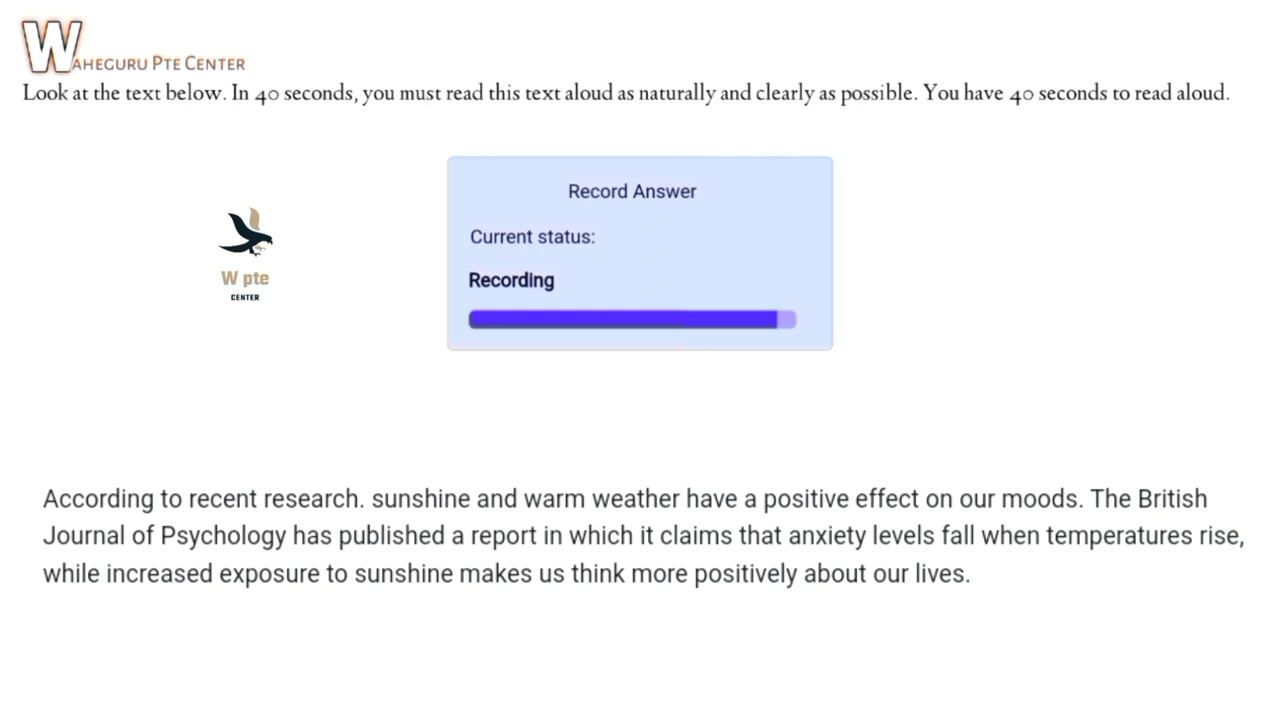 WAHEGURU PTE CENTER
Look at the text below. In 40 seconds, you must read this text aloud as naturally and clearly as possible. You have 40 seconds to read aloud.
Record Answer
Current status:
Recording
W pte
CENTER
According to recent research. sunshine and warm weather have a positive effect on our moods. The British
Journal of Psychology has published a report in which it claims that anxiety levels fall when temperatures rise,
while increased exposure to sunshine makes us think more positively about our lives.